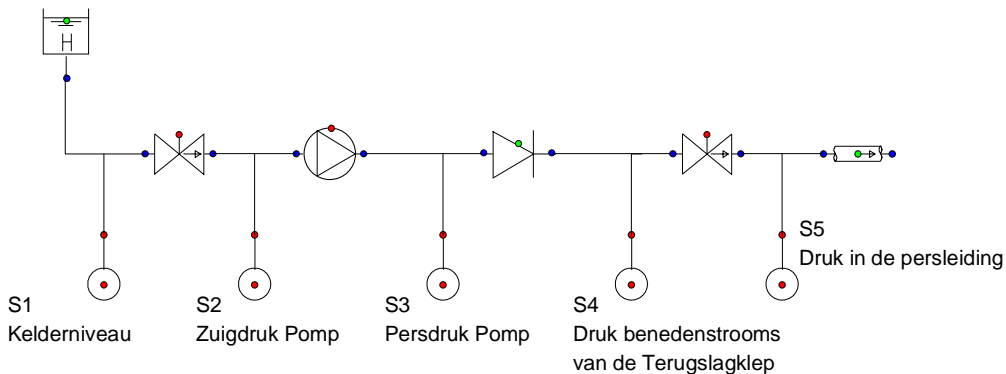 H
S1
Kelderniveau
S2
Zuigdruk Pomp
S3
Persdruk Pomp
S4
Druk benedenstrooms
van de Terugslagklep
S5
Druk in de persleiding